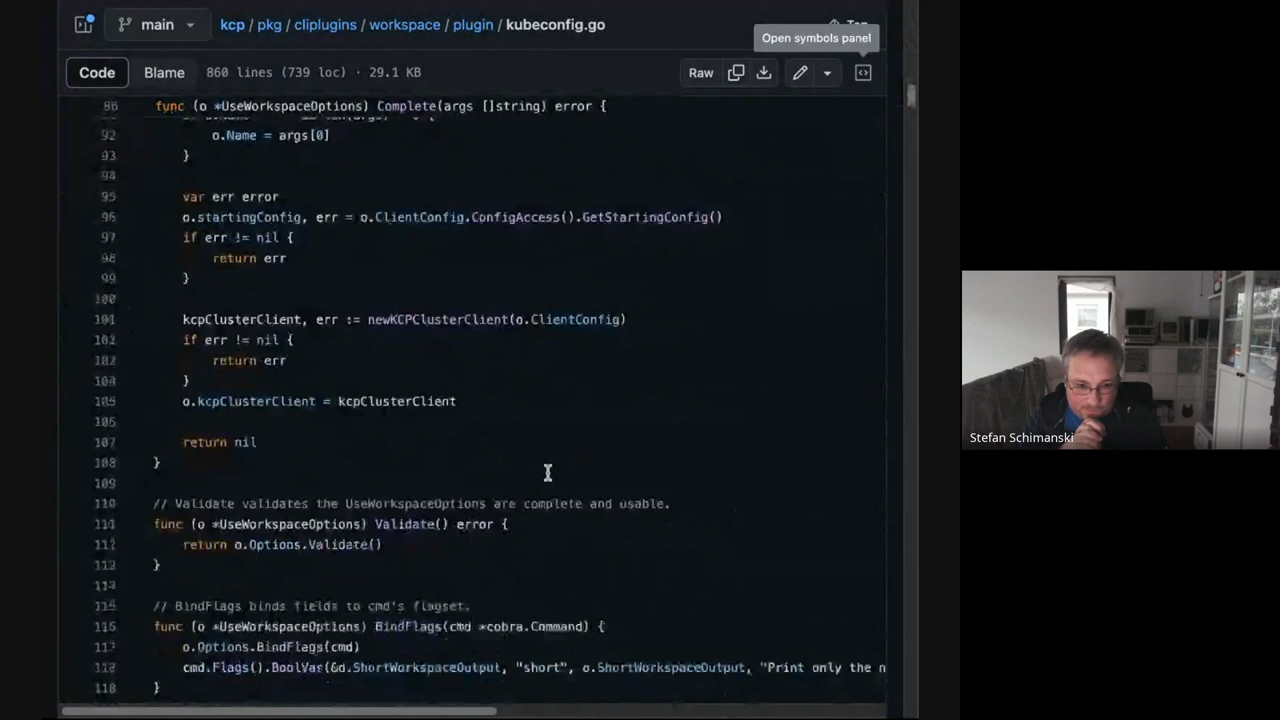 main
kcp / pkg / cliplugins / workspace / plugin / kubeconfig.go
Top
Open symbols panel
Code Blame 860 lines (739 loc) · 29.1 KB
Raw
86 func (o *UseWorkspaceOptions) Complete(args []string) error {
92 o.Name = args[0]
93 }
94
95 var err error
96 o.startingConfig, err = o.ClientConfig.ConfigAccess().GetStartingConfig()
97 if err != nil {
98 return err
99 }
100
101 kcpClusterClient, err := newKCPClusterClient(o.ClientConfig)
102 if err != nil {
103 return err
104 }
105 o.kcpClusterClient = kcpClusterClient
106
107 return nil
108 }
109
110 // Validate validates the UseWorkspaceOptions are complete and usable.
111 func (o *UseWorkspaceOptions) Validate() error {
112 return o.Options.Validate()
113 }
114
115 // BindFlags binds fields to cmd's flagset.
116 func (o *UseWorkspaceOptions) BindFlags(cmd *cobra.Command) {
117 o.Options.BindFlags(cmd)
118 cmd.Flags().BoolVar(&o.ShortWorkspaceOutput, "short", o.ShortWorkspaceOutput, "Print only the n
}
Stefan Schimanski